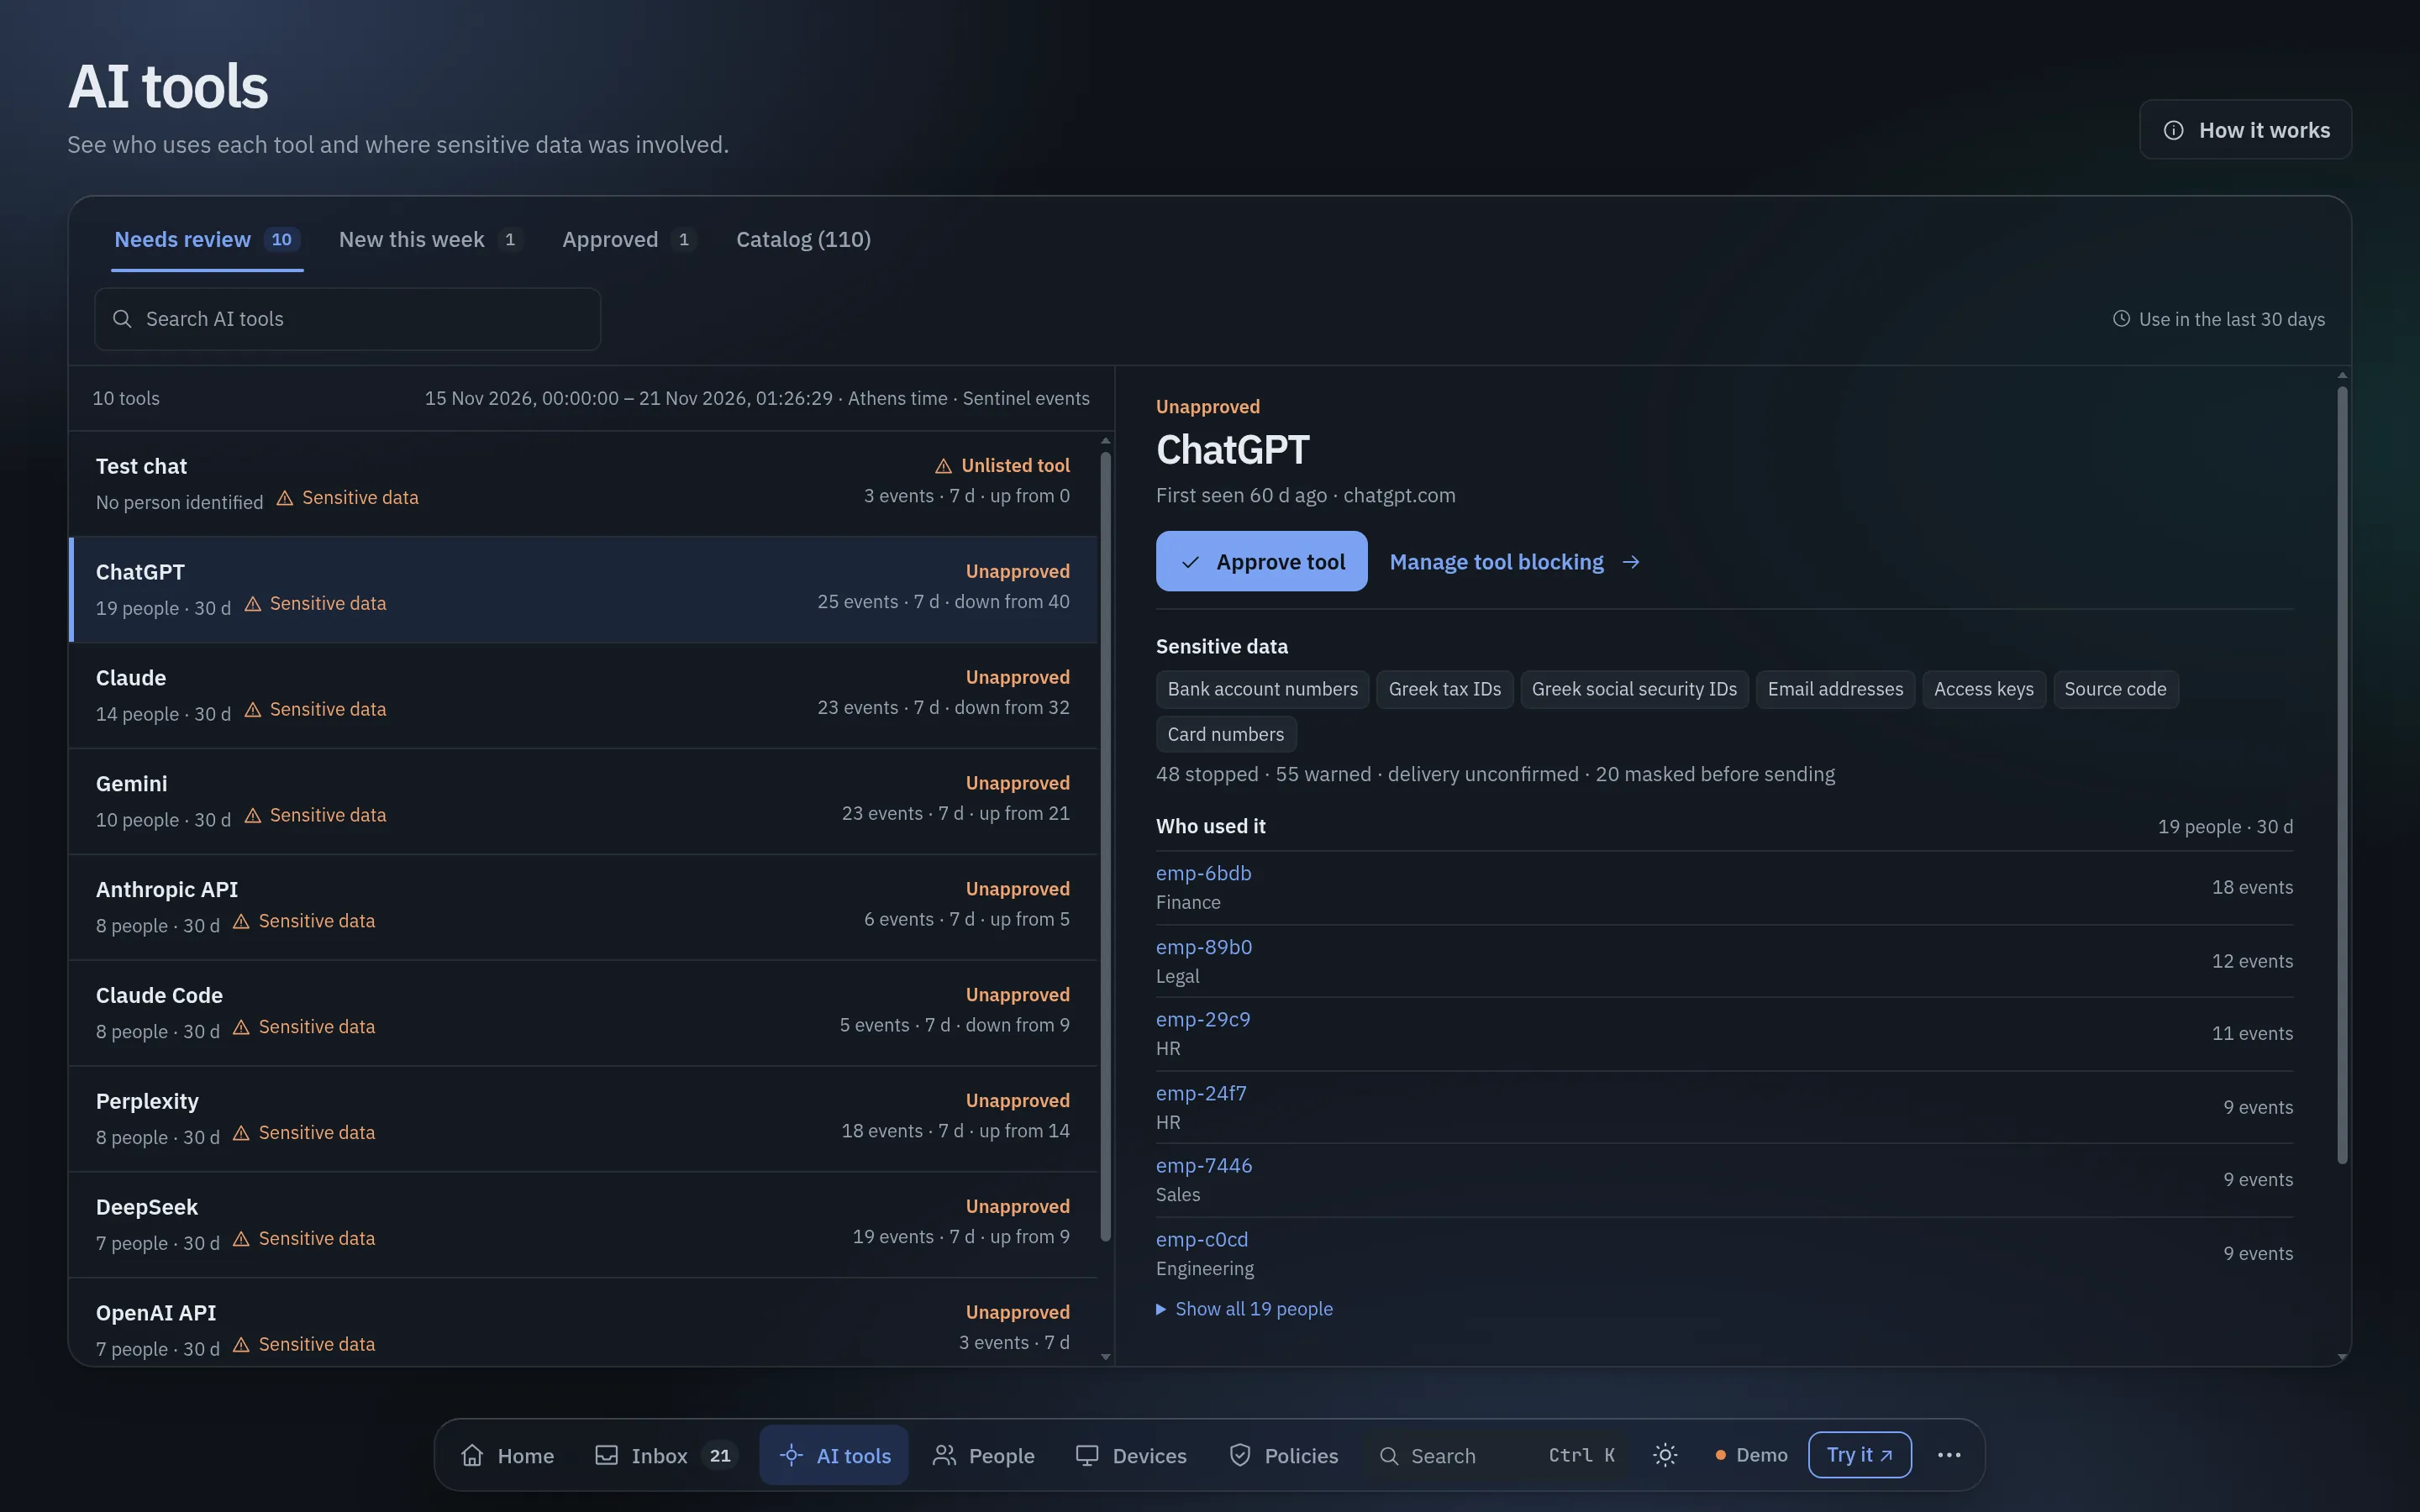 AI tools
See who uses each tool and where sensitive data was involved.
How it works
Needs review 10 New this week 1 Approved 1 Catalog (110)
Search AI tools
Use in the last 30 days
10 tools
15 Nov 2026, 00:00:00 – 21 Nov 2026, 01:26:29 · Athens time · Sentinel events
Test chat
Unlisted tool
No person identified Sensitive data
3 events · 7 d · up from 0
ChatGPT
Unapproved
19 people · 30 d Sensitive data
25 events · 7 d · down from 40
Claude
Unapproved
14 people · 30 d Sensitive data
23 events · 7 d · down from 32
Gemini
Unapproved
10 people · 30 d Sensitive data
23 events · 7 d · up from 21
Anthropic API
Unapproved
8 people · 30 d Sensitive data
6 events · 7 d · up from 5
Claude Code
Unapproved
8 people · 30 d Sensitive data
5 events · 7 d · down from 9
Perplexity
Unapproved
8 people · 30 d Sensitive data
18 events · 7 d · up from 14
DeepSeek
Unapproved
7 people · 30 d Sensitive data
19 events · 7 d · up from 9
OpenAI API
Unapproved
7 people · 30 d Sensitive data
3 events · 7 d
Unapproved
ChatGPT
First seen 60 d ago · chatgpt.com
Approve tool
Manage tool blocking →
Sensitive data
Bank account numbers Greek tax IDs Greek social security IDs Email addresses Access keys Source code
Card numbers
48 stopped · 55 warned · delivery unconfirmed · 20 masked before sending
Who used it
19 people · 30 d
emp-6bdb
Finance
18 events
emp-89b0
Legal
12 events
emp-29c9
HR
11 events
emp-24f7
HR
9 events
emp-7446
Sales
9 events
emp-c0cd
Engineering
9 events
Show all 19 people
Home Inbox 21 AI tools People Devices Policies Search Ctrl K Demo Try it ↗